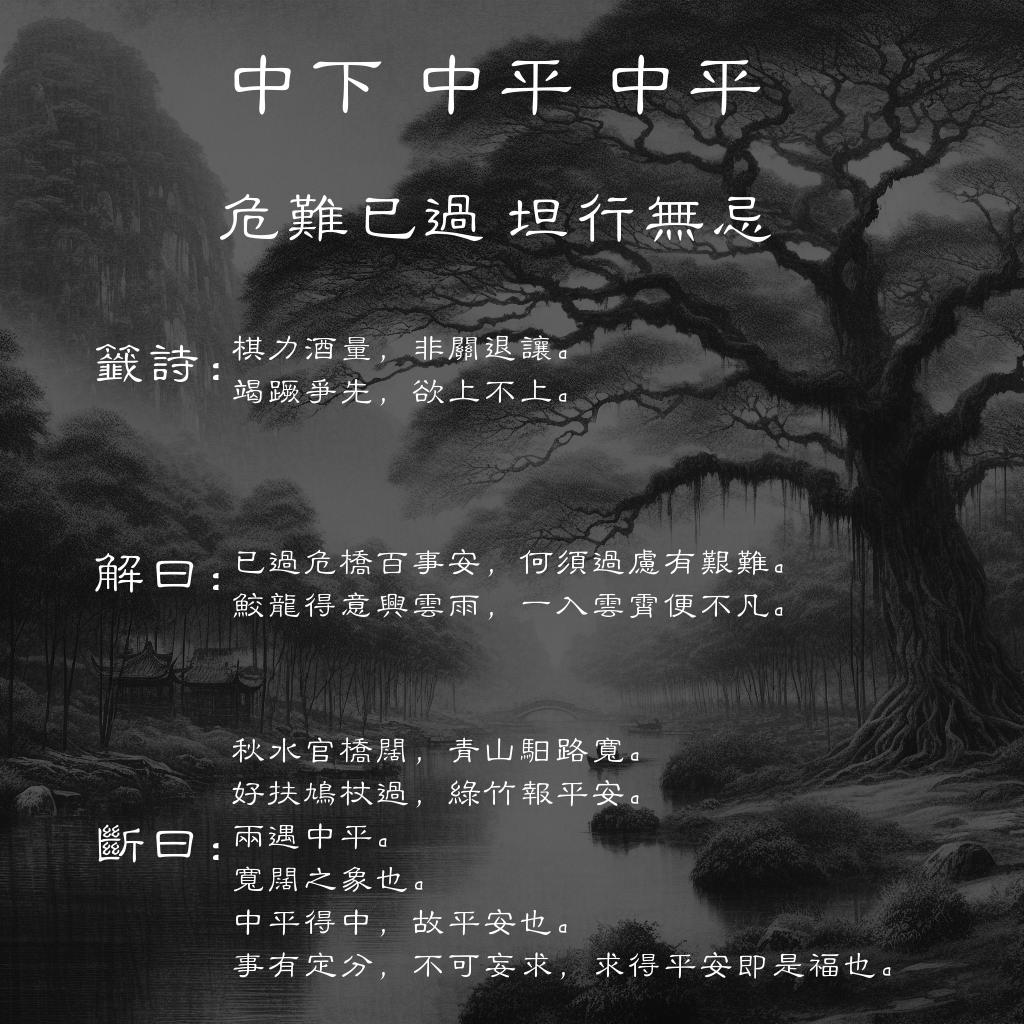 中下 中平 中平
危難已過 坦行無忌
籤詩：
棋力酒量，非關退讓。
竭蹶爭先，欲上不上。
解曰：
已過危橋百事安，何須過慮有艱難。
鮫龍得意興雲雨，一入雲霄便不凡。
斷曰：
秋水官橋闊，青山馹路寬。
好扶鳩杖過，綠竹報平安。
兩遇中平。
寬闊之象也。
中平得中，故平安也。
事有定分，不可妄求，求得平安即是福也。